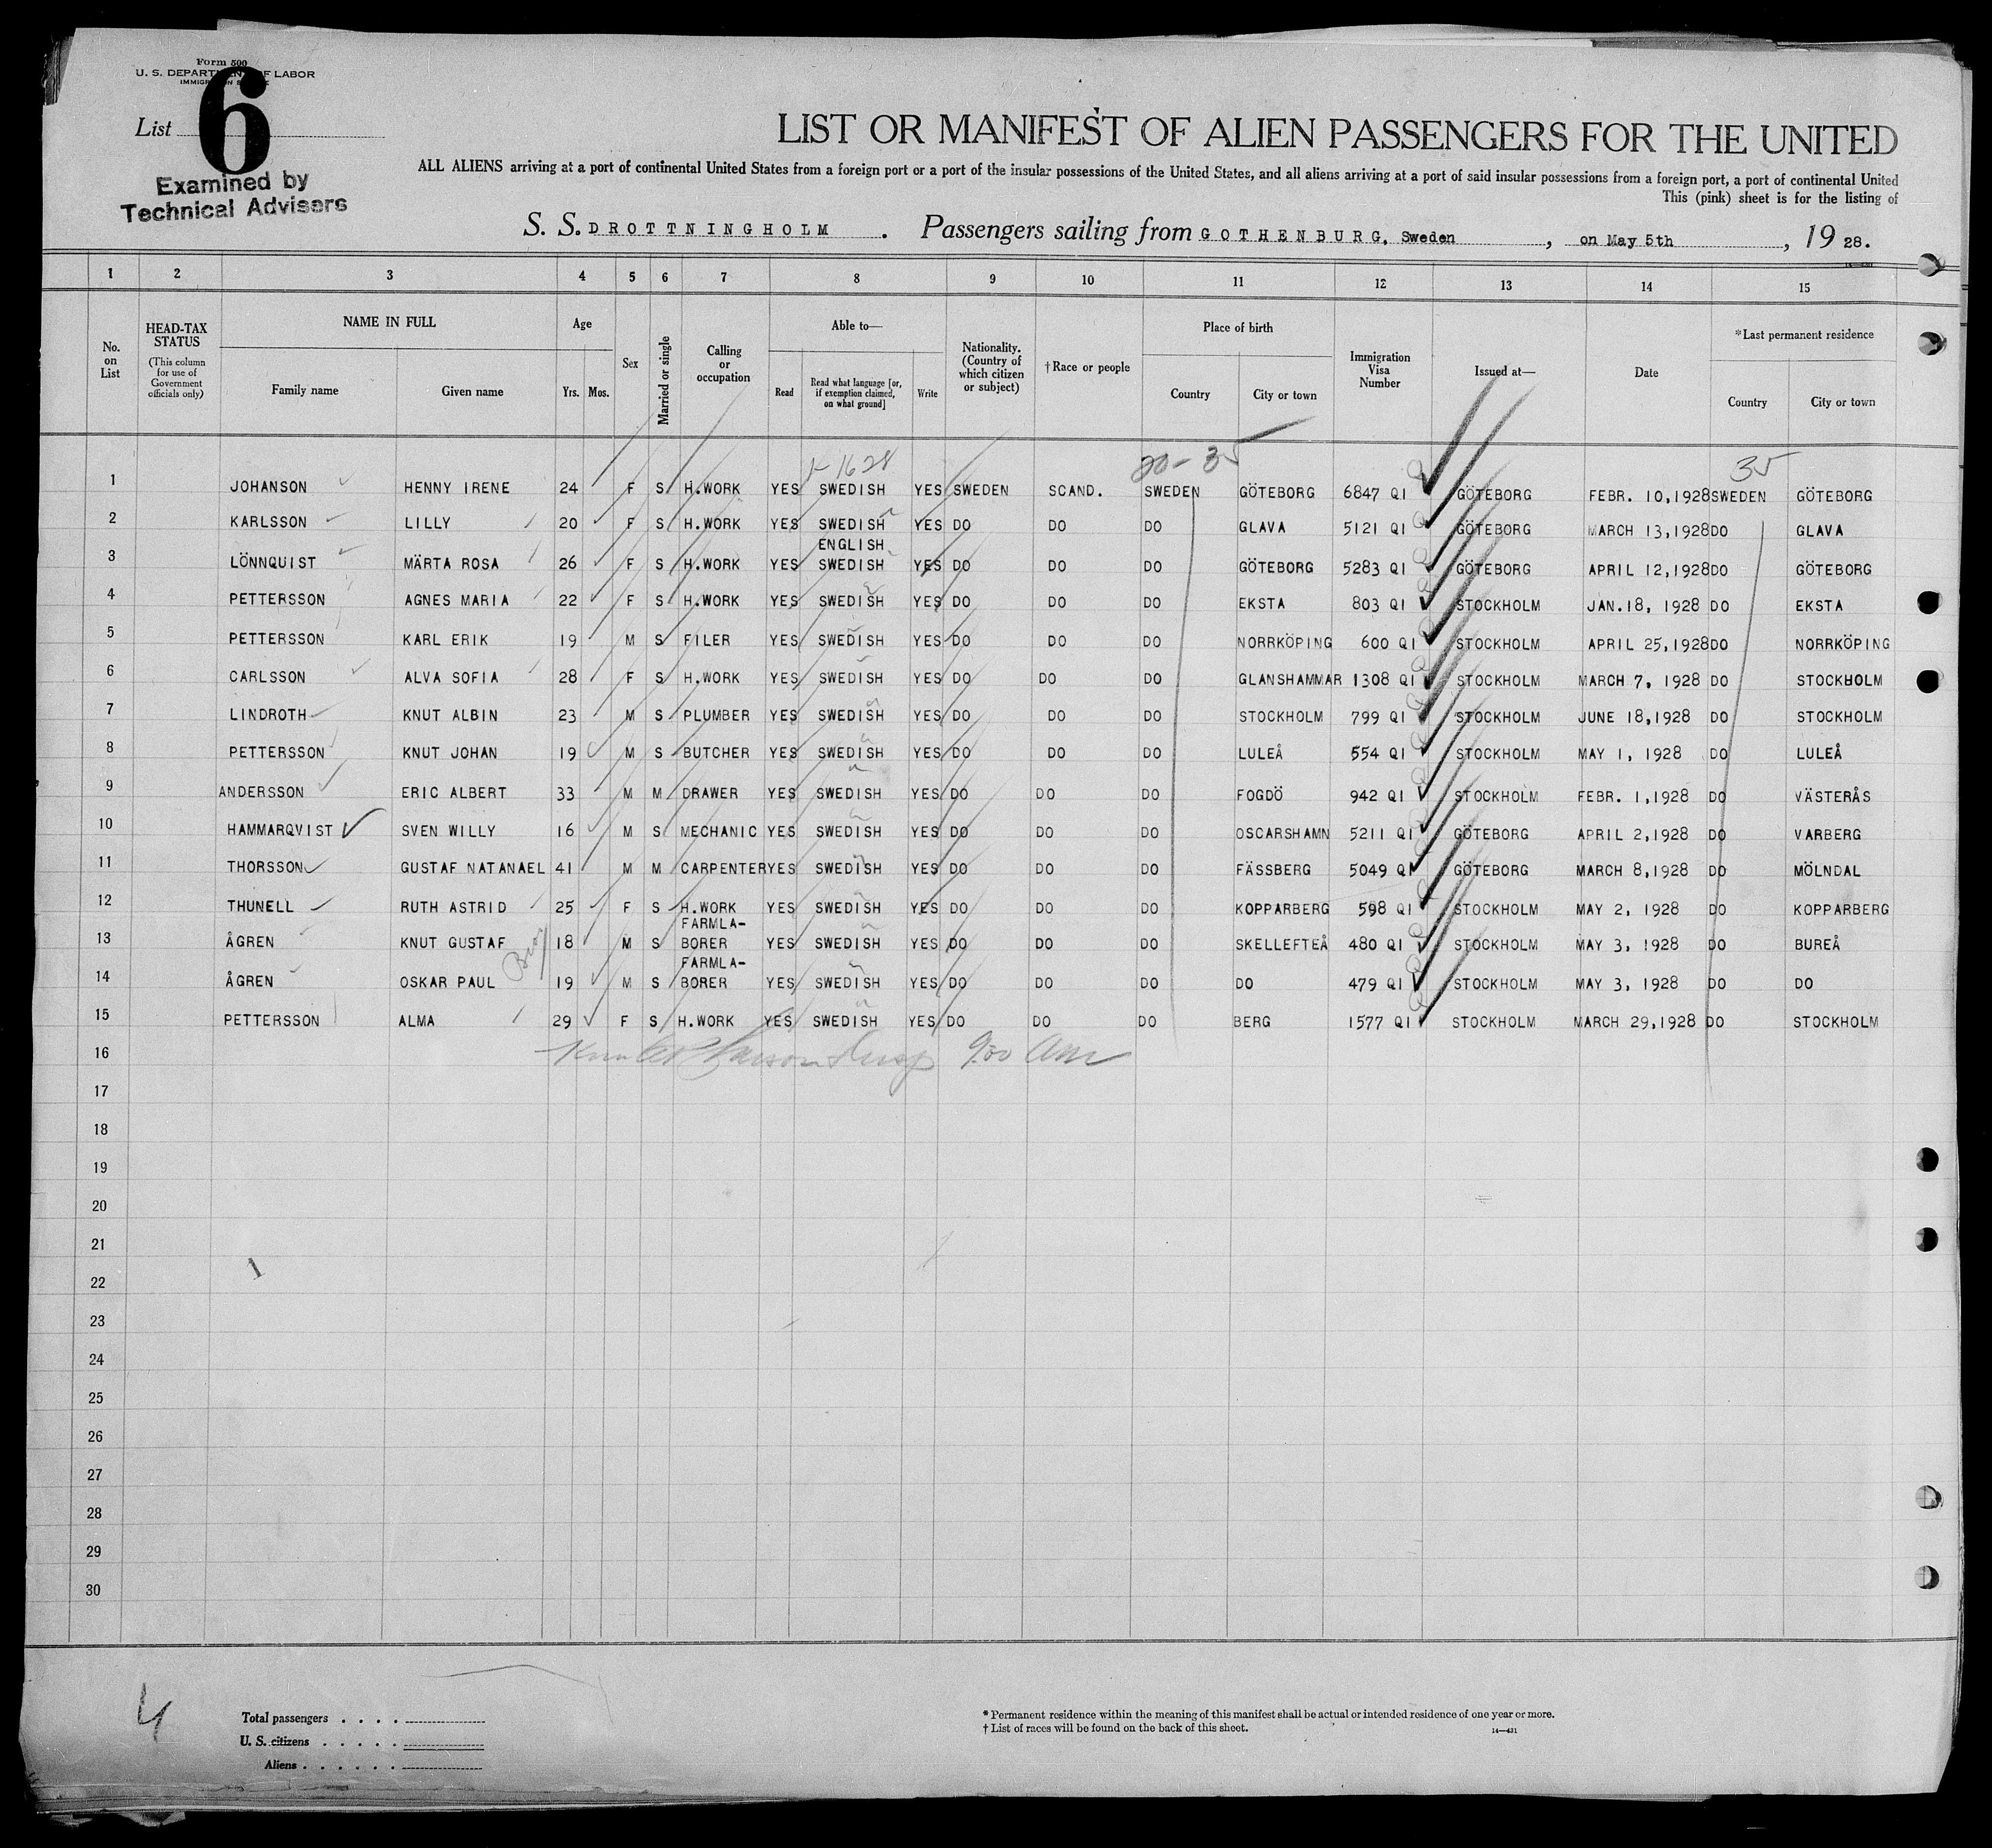 Form 500
U. S. DEPARTMENT OF LABOR
List 6
Examined by
Technical Advisers
LIST OR MANIFEST OF ALIEN PASSENGERS FOR THE UNITED
ALL ALIENS arriving at a port of continental United States from a foreign port or a port of the insular possessions of the United States, and all aliens arriving at a port of said insular possessions from a foreign port, a port of continental United
This (pink) sheet is for the listing of
S. S. DROTTNINGHOLM . Passengers sailing from GOTHENBURG, Sweden , on May 5th , 19 28.
1 2 3 4 5 6 7 8 9 10 11 12 13 14 15
No. on List
HEAD-TAX STATUS
(This column for use of Government officials only)
NAME IN FULL
Family name Given name
Age
Yrs. Mos.
Sex
Married or single
Calling or occupation
Able to—
Read Read what language [or, if exemption claimed, on what ground] Write
Nationality. (Country of which citizen or subject)
†Race or people
Place of birth
Country City or town
Immigration Visa Number
Issued at—
Date
*Last permanent residence
Country City or town
1-1628 20-35 35
1 JOHANSON HENNY IRENE 24 F S H.WORK YES SWEDISH YES SWEDEN SCAND. SWEDEN GÖTEBORG 6847 QI GÖTEBORG FEBR. 10,1928 SWEDEN GÖTEBORG
2 KARLSSON LILLY 20 F S H.WORK YES SWEDISH YES DO DO DO GLAVA 5121 QI GÖTEBORG MARCH 13,1928 DO GLAVA
ENGLISH
3 LÖNNQUIST MÄRTA ROSA 26 F S H.WORK YES SWEDISH YES DO DO DO GÖTEBORG 5283 QI GÖTEBORG APRIL 12,1928 DO GÖTEBORG
4 PETTERSSON AGNES MARIA 22 F S H.WORK YES SWEDISH YES DO DO DO EKSTA 803 QI STOCKHOLM JAN.18, 1928 DO EKSTA
5 PETTERSSON KARL ERIK 19 M S FILER YES SWEDISH YES DO DO DO NORRKÖPING 600 QI STOCKHOLM APRIL 25,1928 DO NORRKÖPING
6 CARLSSON ALVA SOFIA 28 F S H.WORK YES SWEDISH YES DO DO DO GLANSHAMMAR 1308 QI STOCKHOLM MARCH 7, 1928 DO STOCKHOLM
7 LINDROTH KNUT ALBIN 23 M S PLUMBER YES SWEDISH YES DO DO DO STOCKHOLM 799 QI STOCKHOLM JUNE 18,1928 DO STOCKHOLM
8 PETTERSSON KNUT JOHAN 19 M S BUTCHER YES SWEDISH YES DO DO DO LULEÅ 554 QI STOCKHOLM MAY 1, 1928 DO LULEÅ
9 ANDERSSON ERIC ALBERT 33 M M DRAWER YES SWEDISH YES DO DO DO FOGDÖ 942 QI STOCKHOLM FEBR. 1,1928 DO VÄSTERÅS
10 HAMMARQVIST SVEN WILLY 16 M S MECHANIC YES SWEDISH YES DO DO DO OSCARSHAMN 5211 QI GÖTEBORG APRIL 2,1928 DO VARBERG
11 THORSSON GUSTAF NATANAEL 41 M M CARPENTER YES SWEDISH YES DO DO DO FÄSSBERG 5049 QI GÖTEBORG MARCH 8,1928 DO MÖLNDAL
12 THUNELL RUTH ASTRID 25 F S H.WORK YES SWEDISH YES DO DO DO KOPPARBERG 598 QI STOCKHOLM MAY 2, 1928 DO KOPPARBERG
FARMLA-
13 ÅGREN KNUT GUSTAF 18 M S BORER YES SWEDISH YES DO DO DO SKELLEFTEÅ 480 QI STOCKHOLM MAY 3, 1928 DO BUREÅ
FARMLA-
14 ÅGREN OSKAR PAUL 19 M S BORER YES SWEDISH YES DO DO DO DO 479 QI STOCKHOLM MAY 3, 1928 DO DO
15 PETTERSSON ALMA 29 F S H.WORK YES SWEDISH YES DO DO DO BERG 1577 QI STOCKHOLM MARCH 29,1928 DO STOCKHOLM
16 9:00 Am
17
18
19
20
21
22
23
24
25
26
27
28
29
30
4
Total passengers . . . .
U. S. citizens . . . . .
Aliens . . . . . .
* Permanent residence within the meaning of this manifest shall be actual or intended residence of one year or more.
† List of races will be found on the back of this sheet. 14—431